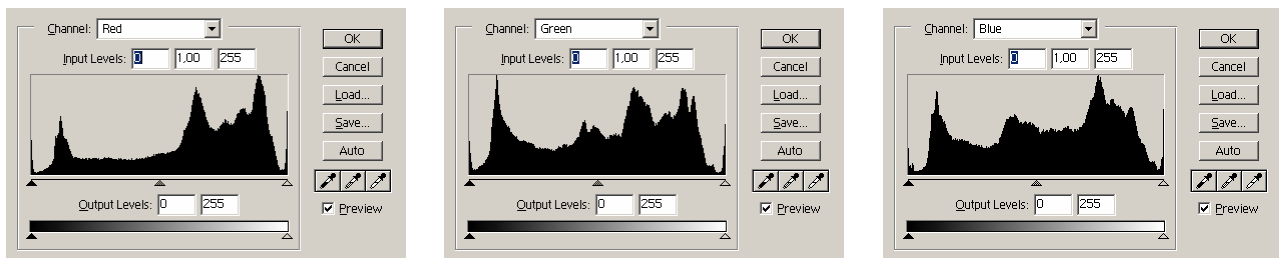 Channel: Red
OK
Input Levels: 0 1,00 255
Cancel
Load...
Save...
Auto
Output Levels: 0 255
Preview
Channel: Green
OK
Input Levels: 0 1,00 255
Cancel
Load...
Save...
Auto
Output Levels: 0 255
Preview
Channel: Blue
OK
Input Levels: 0 1,00 255
Cancel
Load...
Save...
Auto
Output Levels: 0 255
Preview